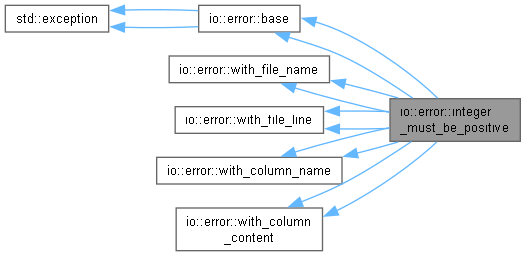 std::exception
io::error::base
io::error::with_file_name
io::error::with_file_line
io::error::with_column_name
io::error::with_column
_content
io::error::integer
_must_be_positive